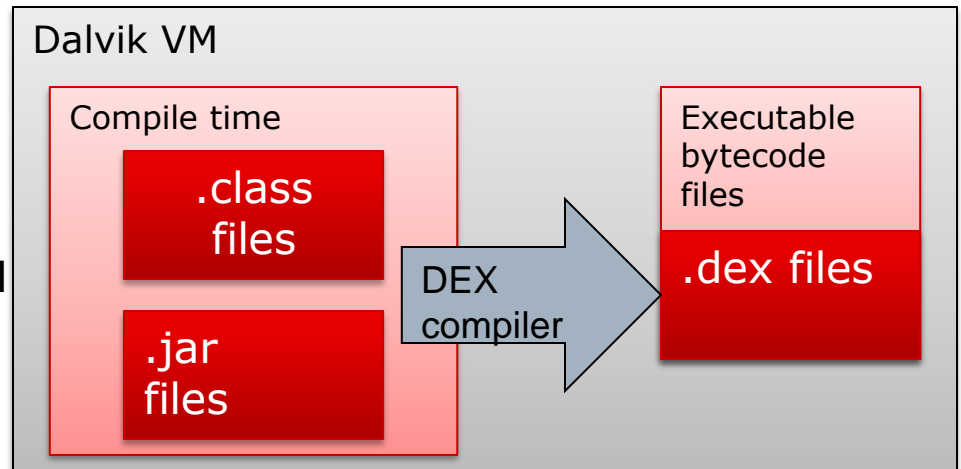 Dalvik VM
Compile time
.class
files
.jar
files
DEX
compiler
Executable
bytecode
files
.dex files